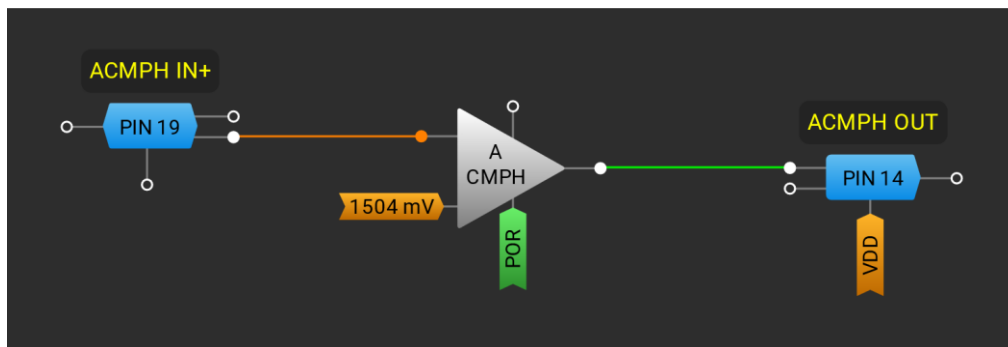 ACMPH IN+
PIN 19
A
CMPH
1504 mV
POR
ACMPH OUT
PIN 14
VDD